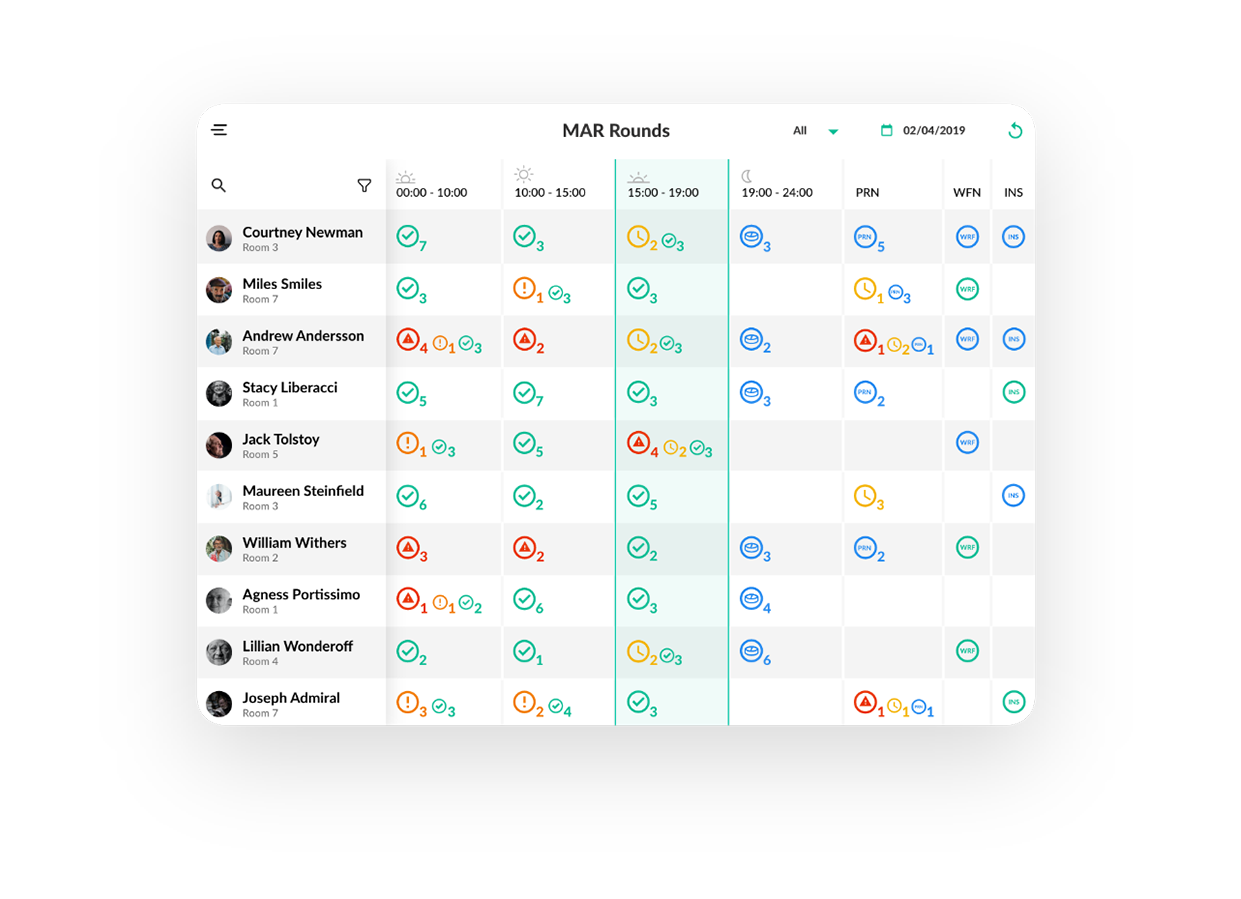 MAR Rounds
All
02/04/2019
00:00 - 10:00
10:00 - 15:00
15:00 - 19:00
19:00 - 24:00
PRN
WFN
INS
Courtney Newman
Room 3
7
3
2 3
3
PRN 5
WRF
INS
Miles Smiles
Room 7
3
1 3
3
1 PRN 3
WRF
Andrew Andersson
Room 7
4 1 3
2
2 3
2
1 2 PRN 1
WRF
INS
Stacy Liberacci
Room 1
5
7
3
3
PRN 2
INS
Jack Tolstoy
Room 5
1 3
5
4 2 3
WRF
Maureen Steinfield
Room 3
6
2
5
3
INS
William Withers
Room 2
3
2
2
3
PRN 2
WRF
Agness Portissimo
Room 1
1 1 2
6
3
4
Lillian Wonderoff
Room 4
2
1
2 3
6
WRF
Joseph Admiral
Room 7
3 3
2 4
3
1 1 PRN 1
INS